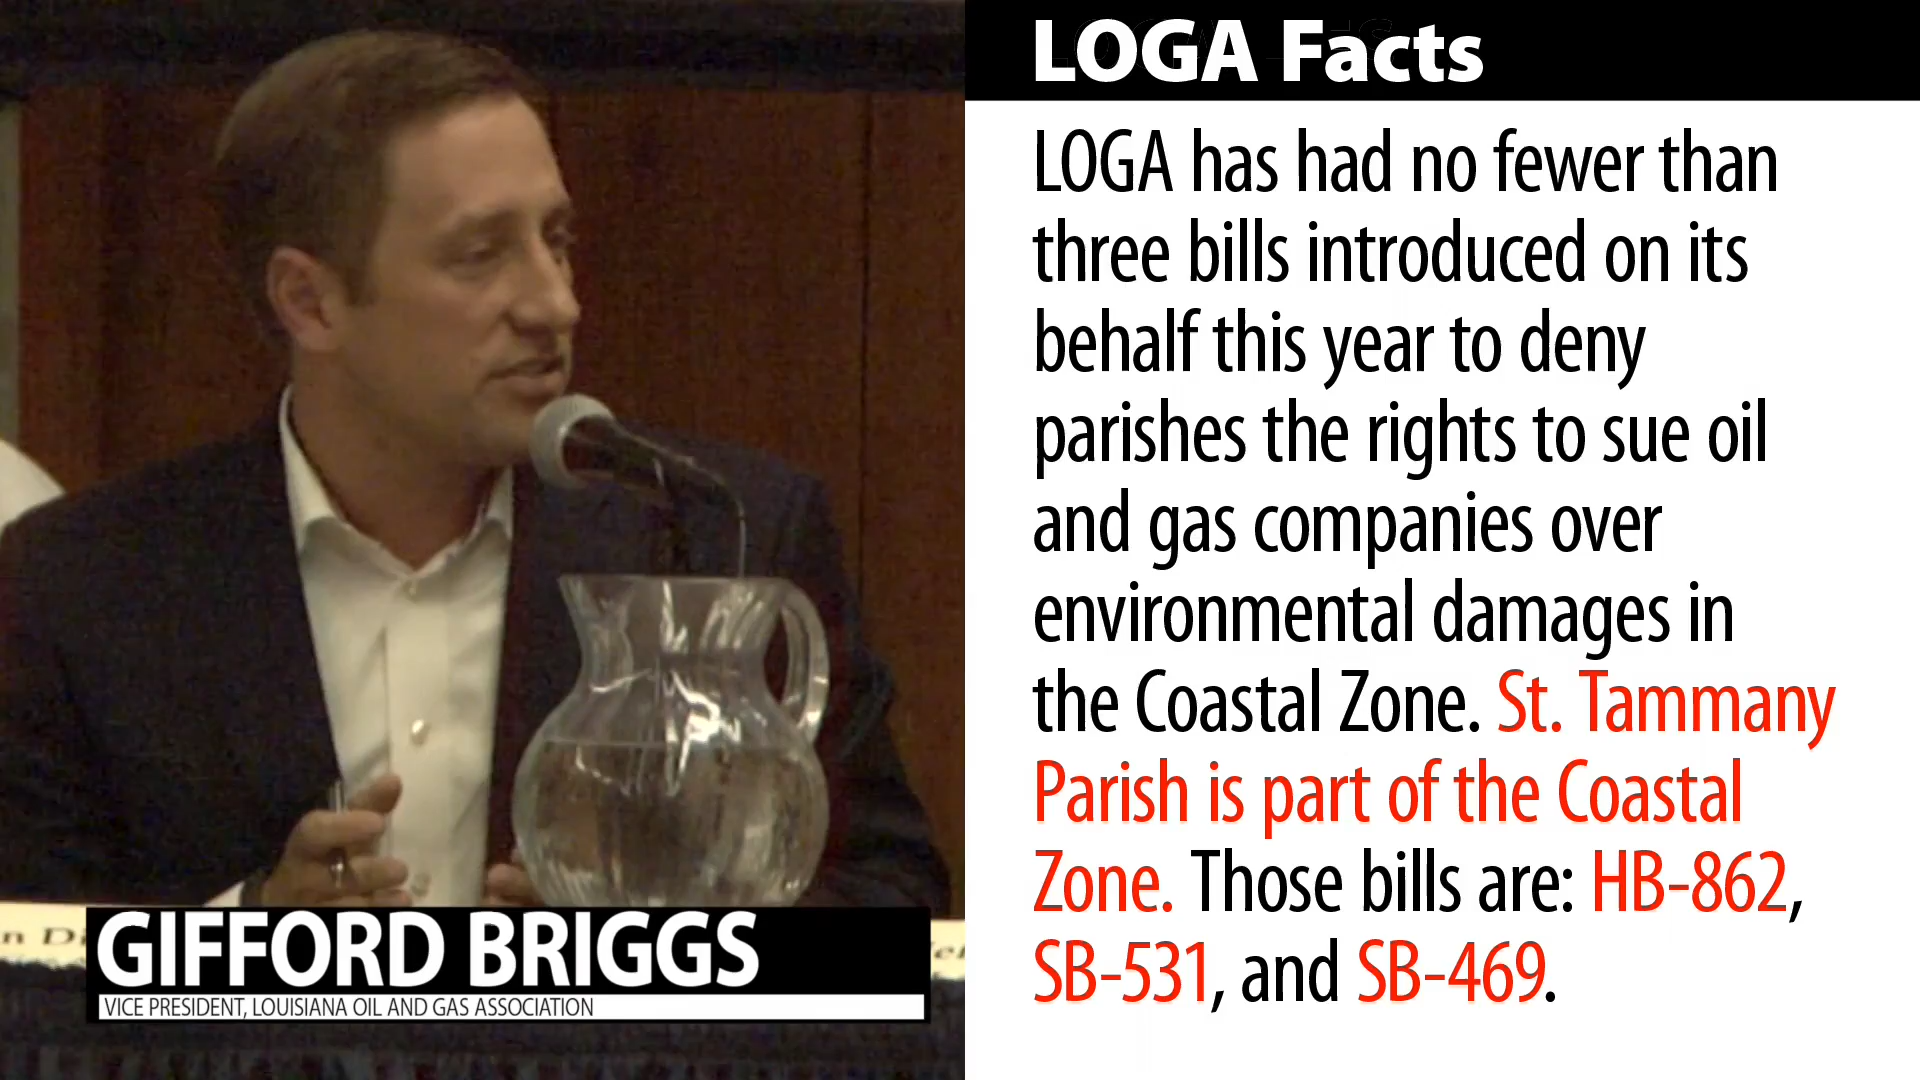 LOGA Facts
LOGA has had no fewer than
three bills introduced on its
behalf this year to deny
parishes the rights to sue oil
and gas companies over
environmental damages in
the Coastal Zone. St. Tammany
Parish is part of the Coastal
Zone. Those bills are: HB-862,
SB-531, and SB-469.
GIFFORD BRIGGS
VICE PRESIDENT, LOUISIANA OIL AND GAS ASSOCIATION